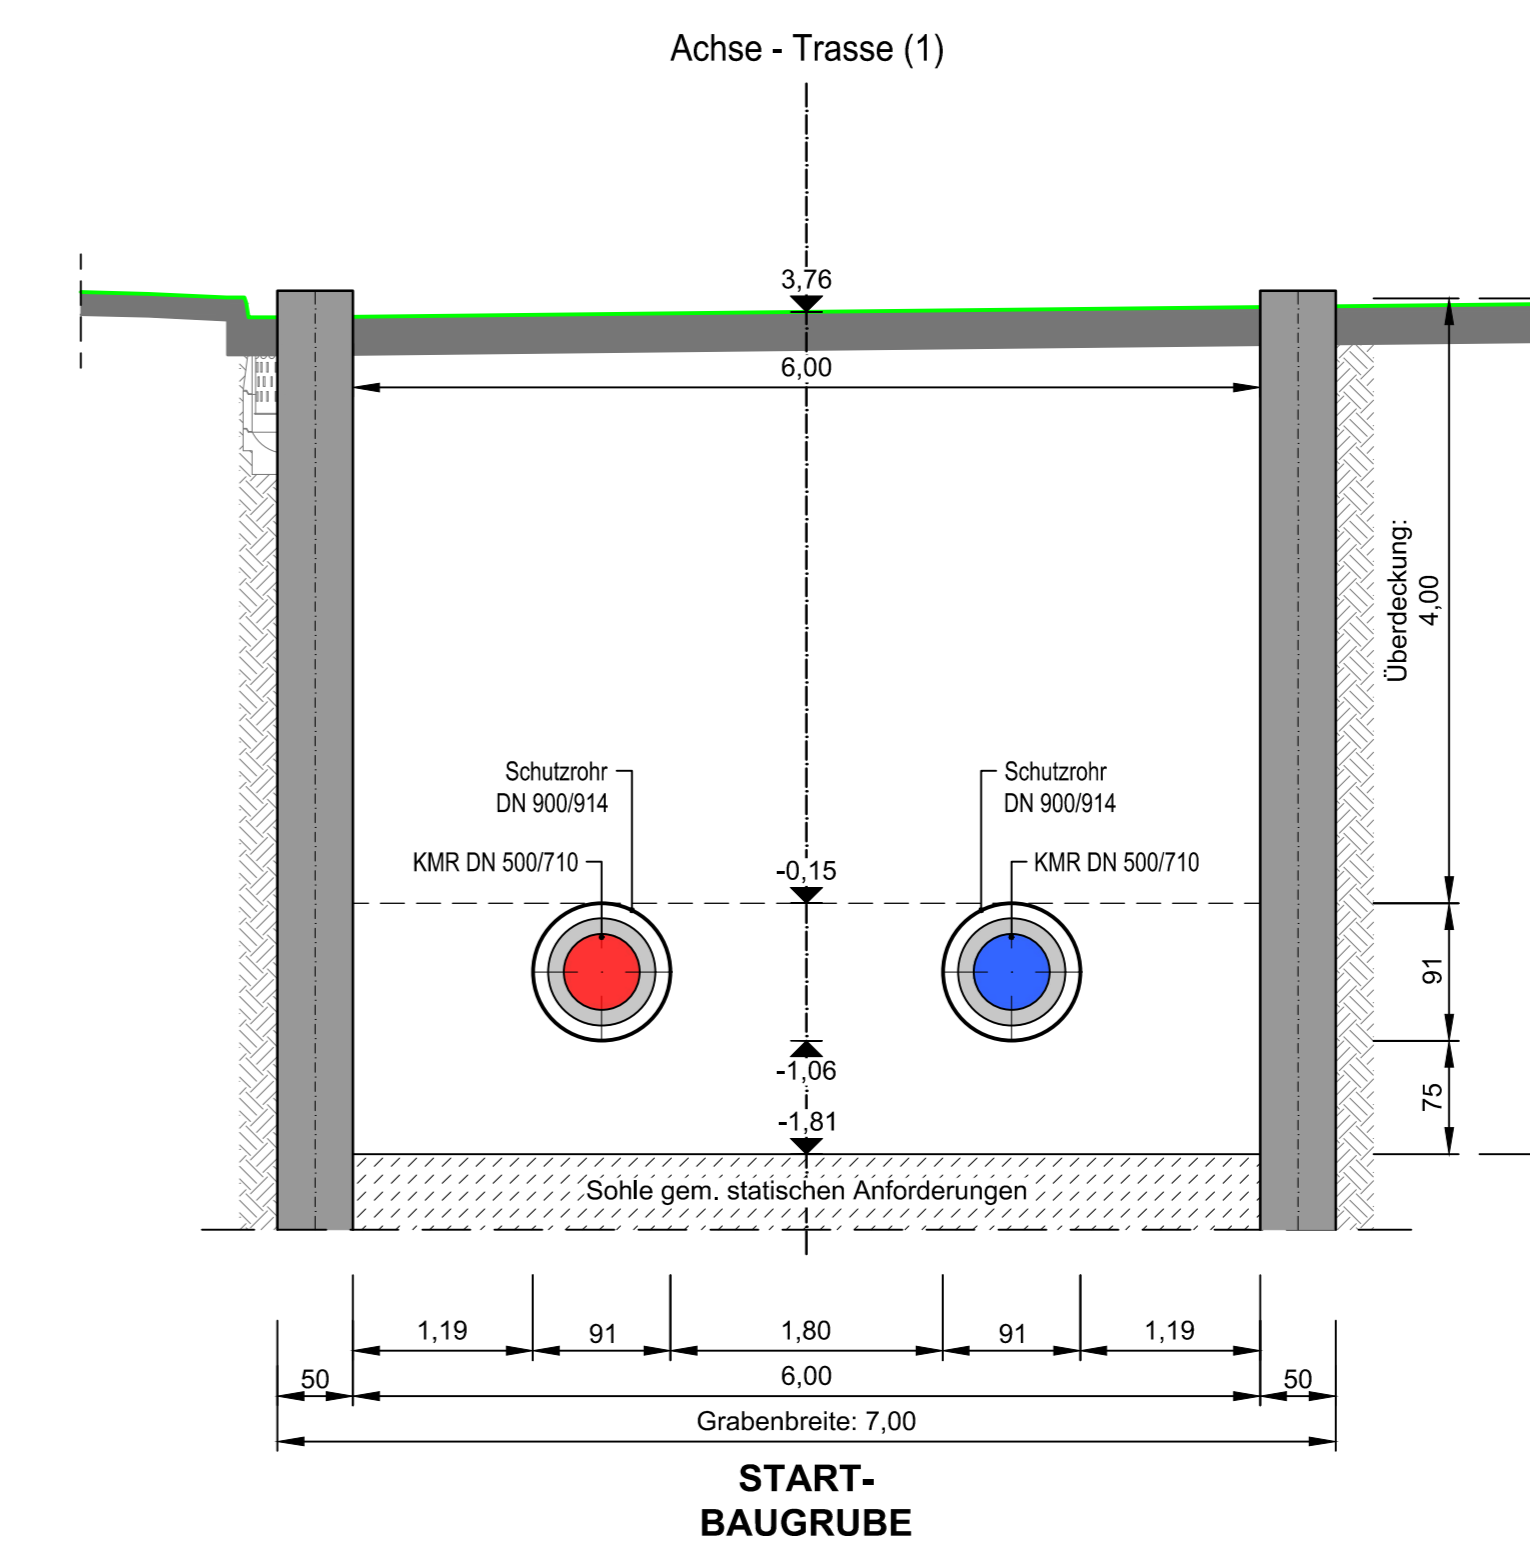 Achse - Trasse (1)
3,76
6,00
Überdeckung:
4,00
Schutzrohr
DN 900/914
Schutzrohr
DN 900/914
KMR DN 500/710
KMR DN 500/710
-0,15
91
-1,06
75
-1,81
Sohle gem. statischen Anforderungen
1,19
91
1,80
91
1,19
50
6,00
50
Grabenbreite: 7,00
START-
BAUGRUBE